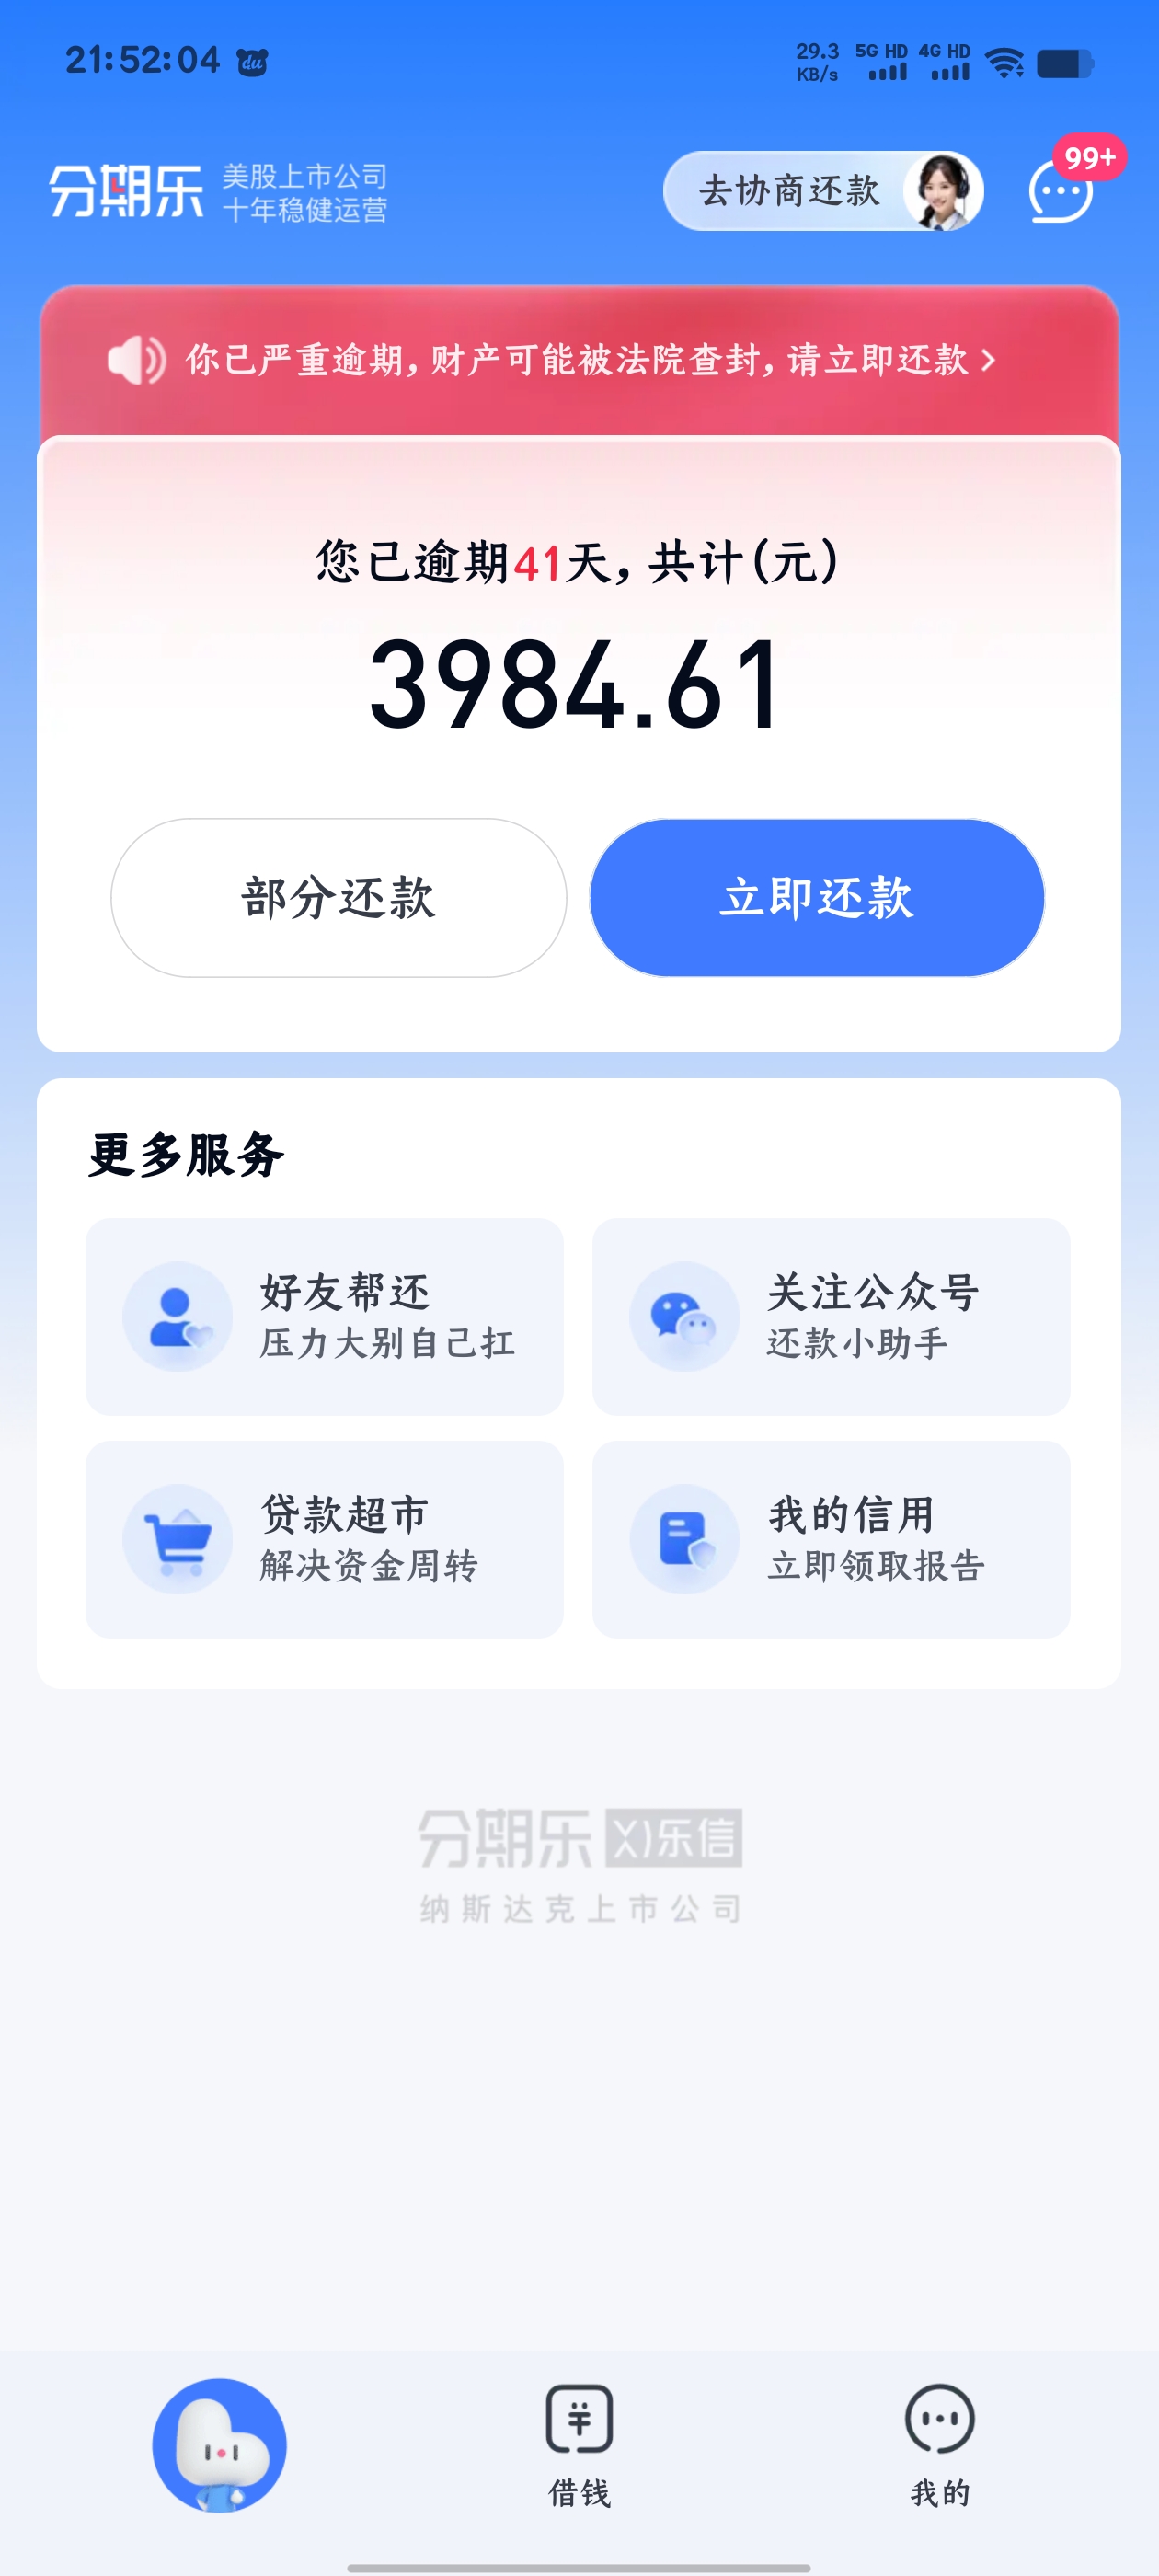 21:52:04
du
29.3
KB/s
5G HD
4G HD
分期乐
美股上市公司
十年稳健运营
去协商还款
99+
你已严重逾期,财产可能被法院查封,请立即还款
您已逾期41天,共计(元)
3984.61
部分还款
立即还款
更多服务
好友帮还
压力大别自己扛
关注公众号
还款小助手
贷款超市
解决资金周转
我的信用
立即领取报告
分期乐 乐信
纳斯达克上市公司
借钱
我的